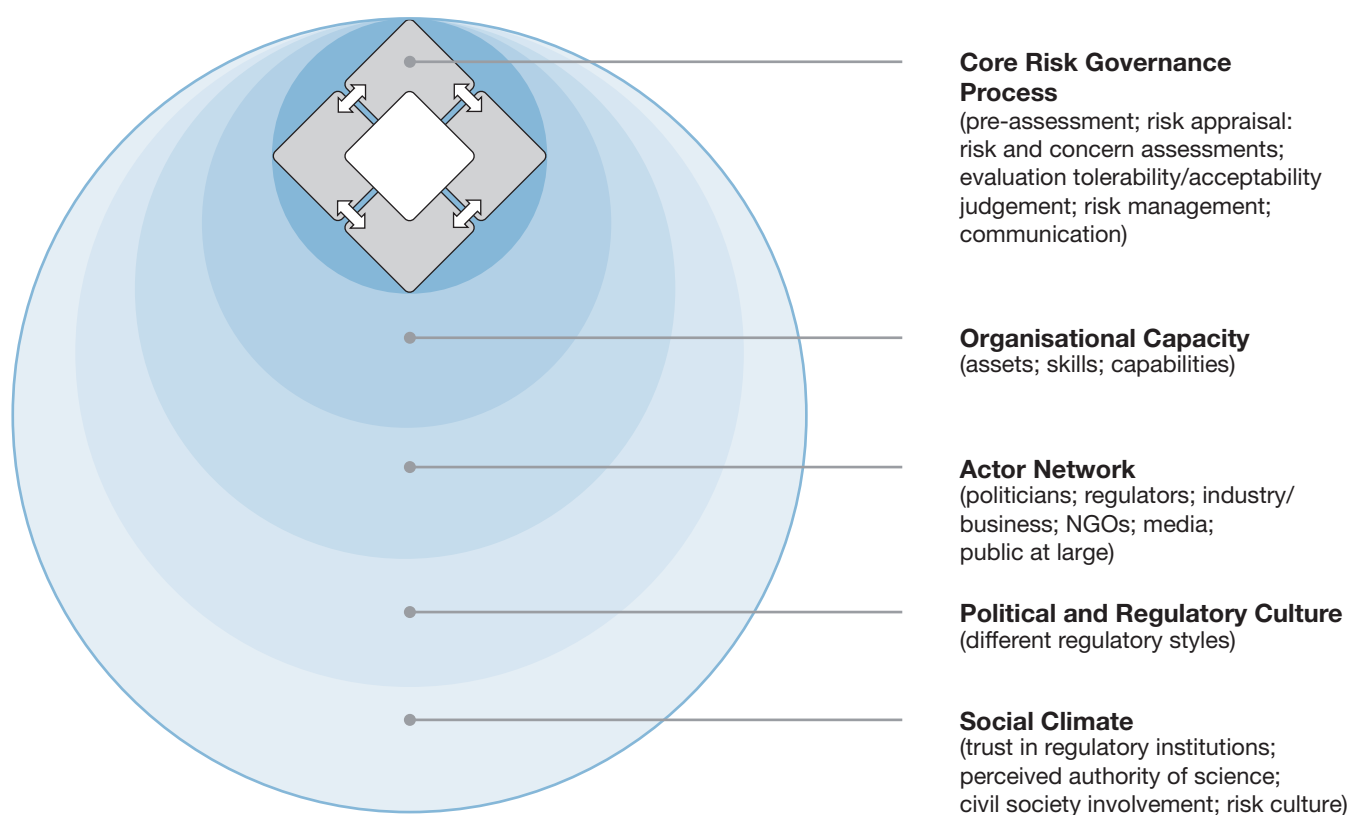 Core Risk Governance
Process
(pre-assessment; risk appraisal:
risk and concern assessments;
evaluation tolerability/acceptability
judgement; risk management;
communication)
Organisational Capacity
(assets; skills; capabilities)
Actor Network
(politicians; regulators; industry/
business; NGOs; media;
public at large)
Political and Regulatory Culture
(different regulatory styles)
Social Climate
(trust in regulatory institutions;
perceived authority of science;
civil society involvement; risk culture)